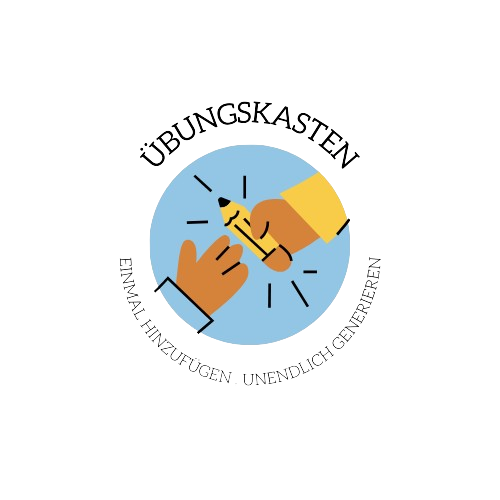 ÜBUNGSKASTEN
EINMAL HINZUFÜGEN . UNENDLICH GENERIEREN